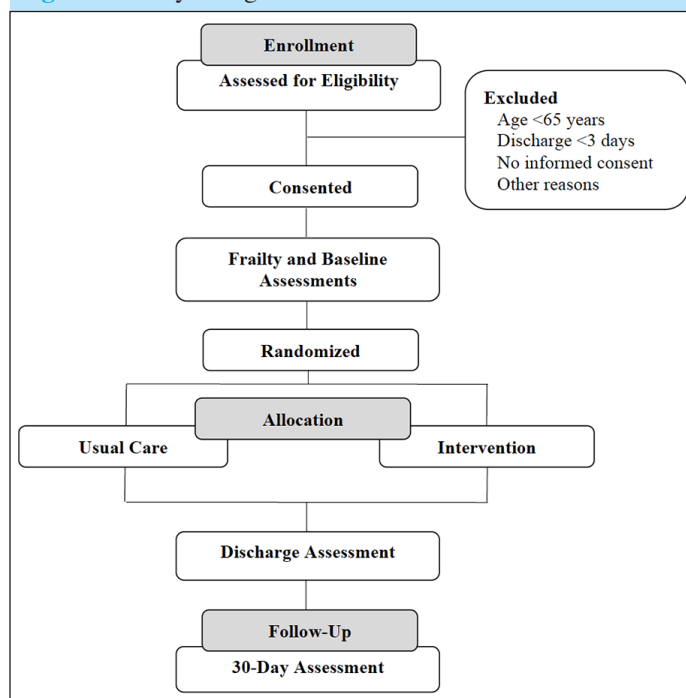 Enrollment
Assessed for Eligibility
Excluded
Age <65 years
Discharge <3 days
No informed consent
Other reasons
Consented
Frailty and Baseline
Assessments
Randomized
Allocation
Usual Care
Intervention
Discharge Assessment
Follow-Up
30-Day Assessment